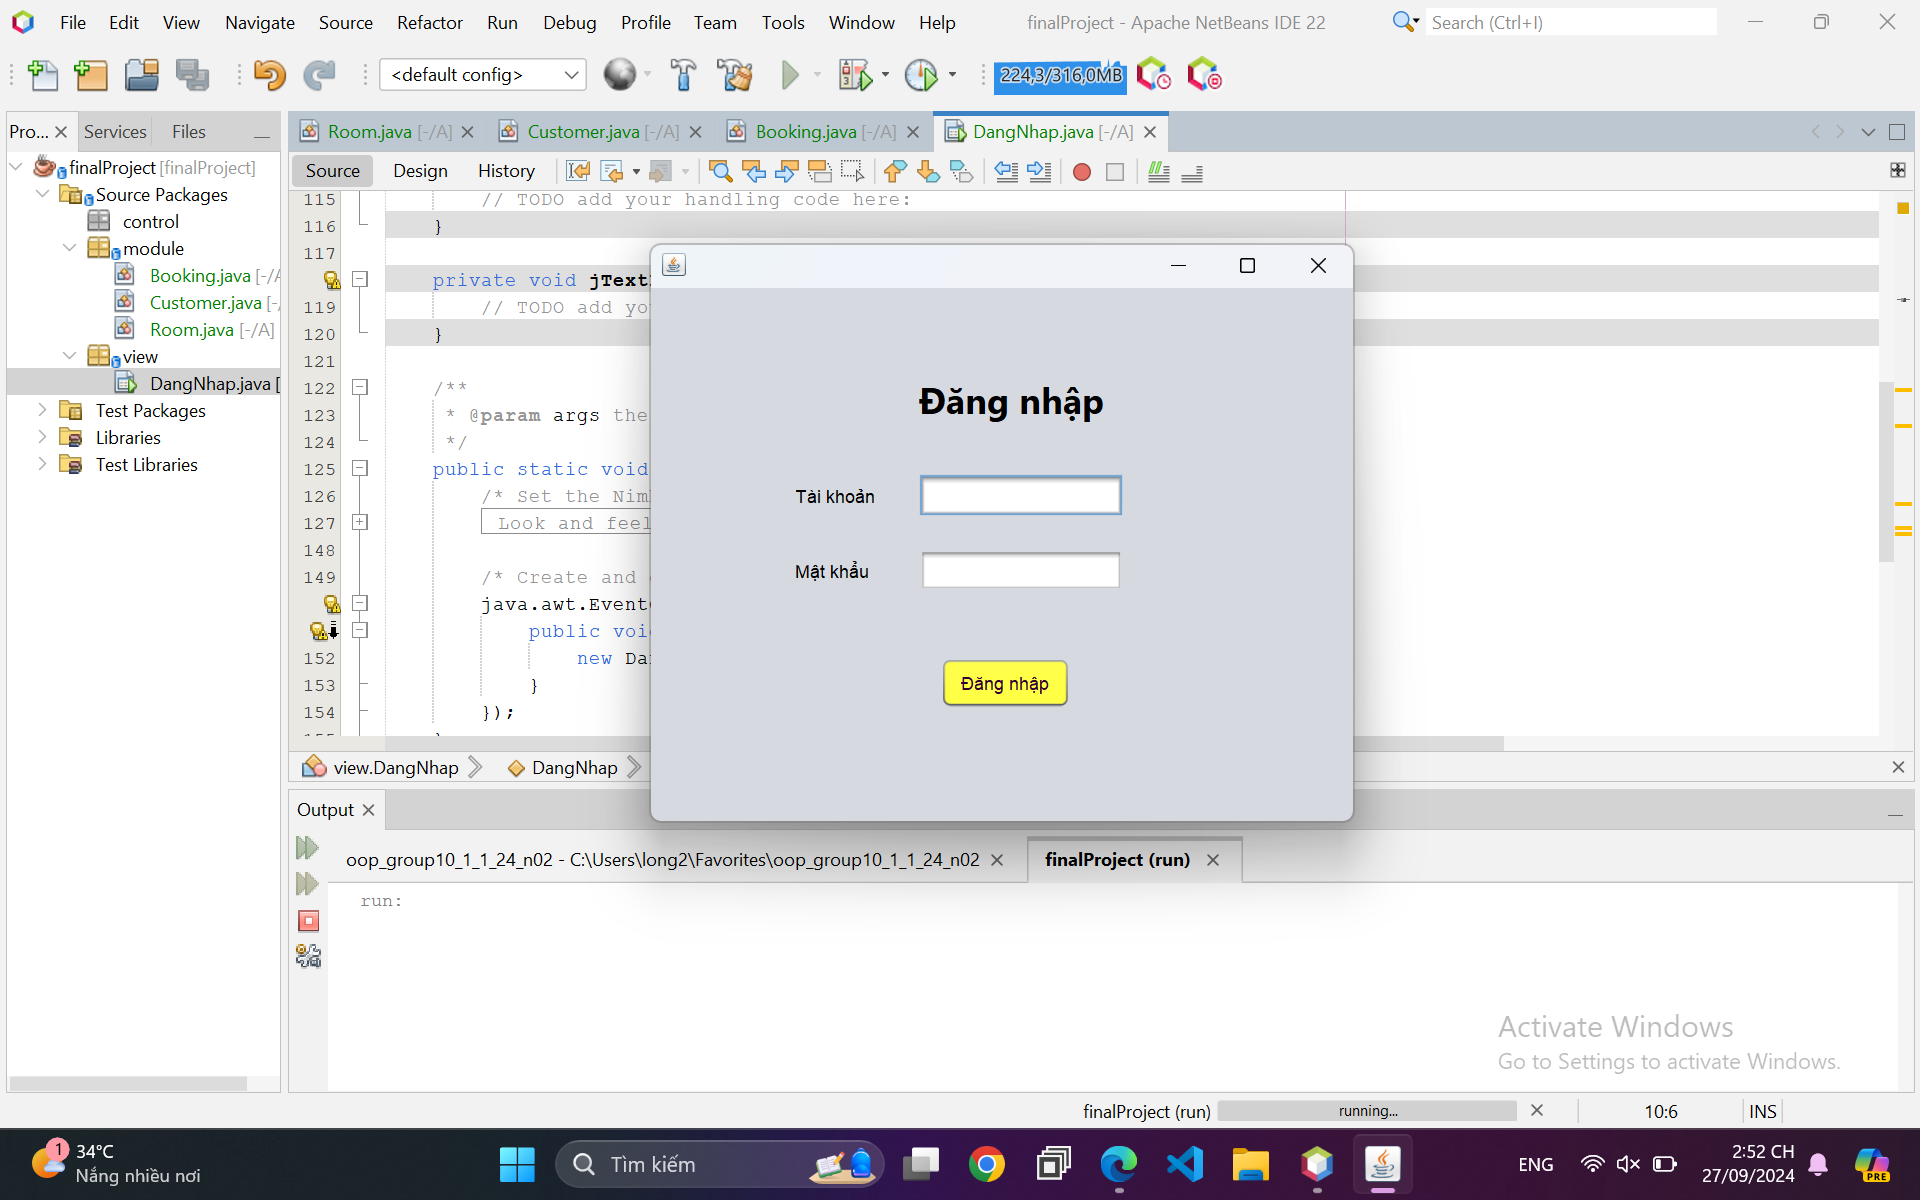 File Edit View Navigate Source Refactor Run Debug Profile Team Tools Window Help finalProject - Apache NetBeans IDE 22 Search (Ctrl+I)
<default config> 224,3/316,0MB
Pro... Services Files Room.java [-/A] Customer.java [-/A] Booking.java [-/A] DangNhap.java [-/A]
Source Design History
finalProject [finalProject]
Source Packages
control
module
Booking.java [-/A
Customer.java [-/
Room.java [-/A]
view
DangNhap.java [
Test Packages
Libraries
Test Libraries
115 // TODO add your handling code here:
116 }
117
private void jText
119 // TODO add yo
120 }
121
122 /**
123 * @param args the
124 */
125 public static void
126 /* Set the Nim
127 Look and feel
148
149 /* Create and
java.awt.Event
public voi
152 new Da
153 }
154 });
Đăng nhập
Tài khoản
Mật khẩu
Đăng nhập
view.DangNhap DangNhap
Output
oop_group10_1_1_24_n02 - C:\Users\long2\Favorites\oop_group10_1_1_24_n02 finalProject (run)
run:
Activate Windows
Go to Settings to activate Windows.
finalProject (run) running... 10:6 INS
1 34°C
Nắng nhiều nơi
Tìm kiếm
PRE
ENG
2:52 CH
27/09/2024